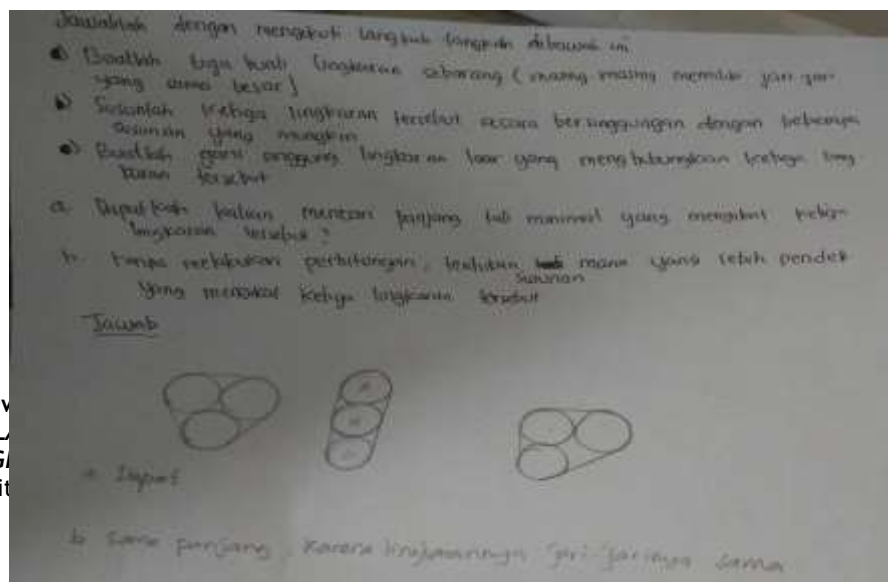 Jawablah dengan mengikuti langkah langkah dibawah ini
a) Buatlah tiga buah lingkaran sebarang (masing masing memiliki jari-jari
yang sama besar)
b) Susunlah ketiga lingkaran tersebut secara bersinggungan dengan beberapa
susunan yang mungkin
c) Buatlah garis singgung lingkaran luar yang menghubungkan ketiga ling
karan tersebut
a. Dapatkah kalian mencari panjang tali minimal yang mengikat ketiga
lingkaran tersebut ?
b. Tanpa melakukan perhitungan, tentukan mana yang lebih pendek
susunan
yang mengikat ketiga lingkaran tersebut
Jawab
a. Dapat
b. Sama panjang, karena lingkarannya jari jarinya sama